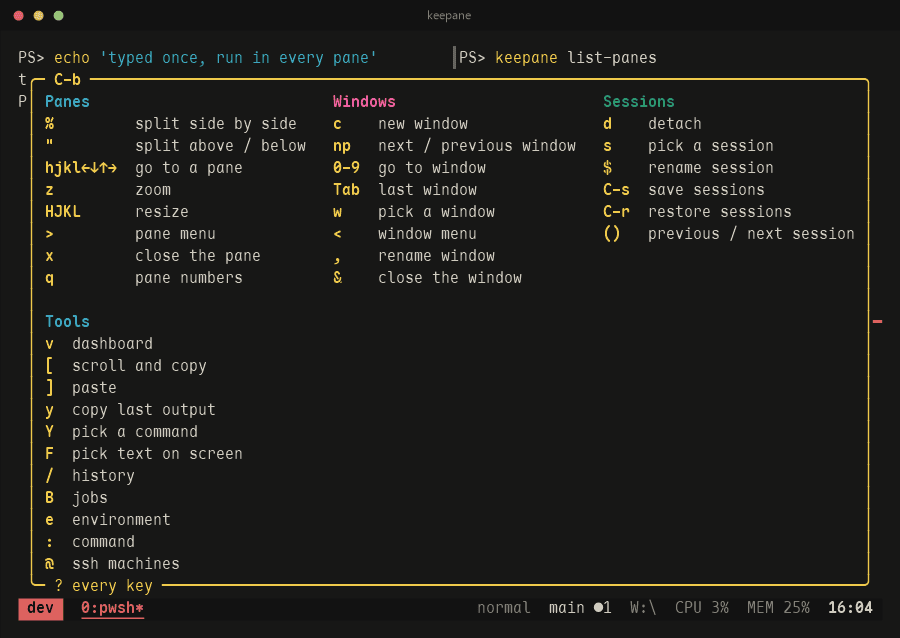 keepane
PS> echo 'typed once, run in every pane' PS> keepane list-panes
t C-b
P Panes Windows Sessions
% split side by side c new window d detach
" split above / below np next / previous window s pick a session
hjkl←↓↑→ go to a pane 0-9 go to window $ rename session
z zoom Tab last window C-s save sessions
HJKL resize w pick a window C-r restore sessions
> pane menu < window menu () previous / next session
x close the pane , rename window
q pane numbers & close the window
Tools
v dashboard
[ scroll and copy
] paste
y copy last output
Y pick a command
F pick text on screen
/ history
B jobs
e environment
: command
@ ssh machines
? every key
dev 0:pwsh* normal main ●1 W:\ CPU 3% MEM 25% 16:04